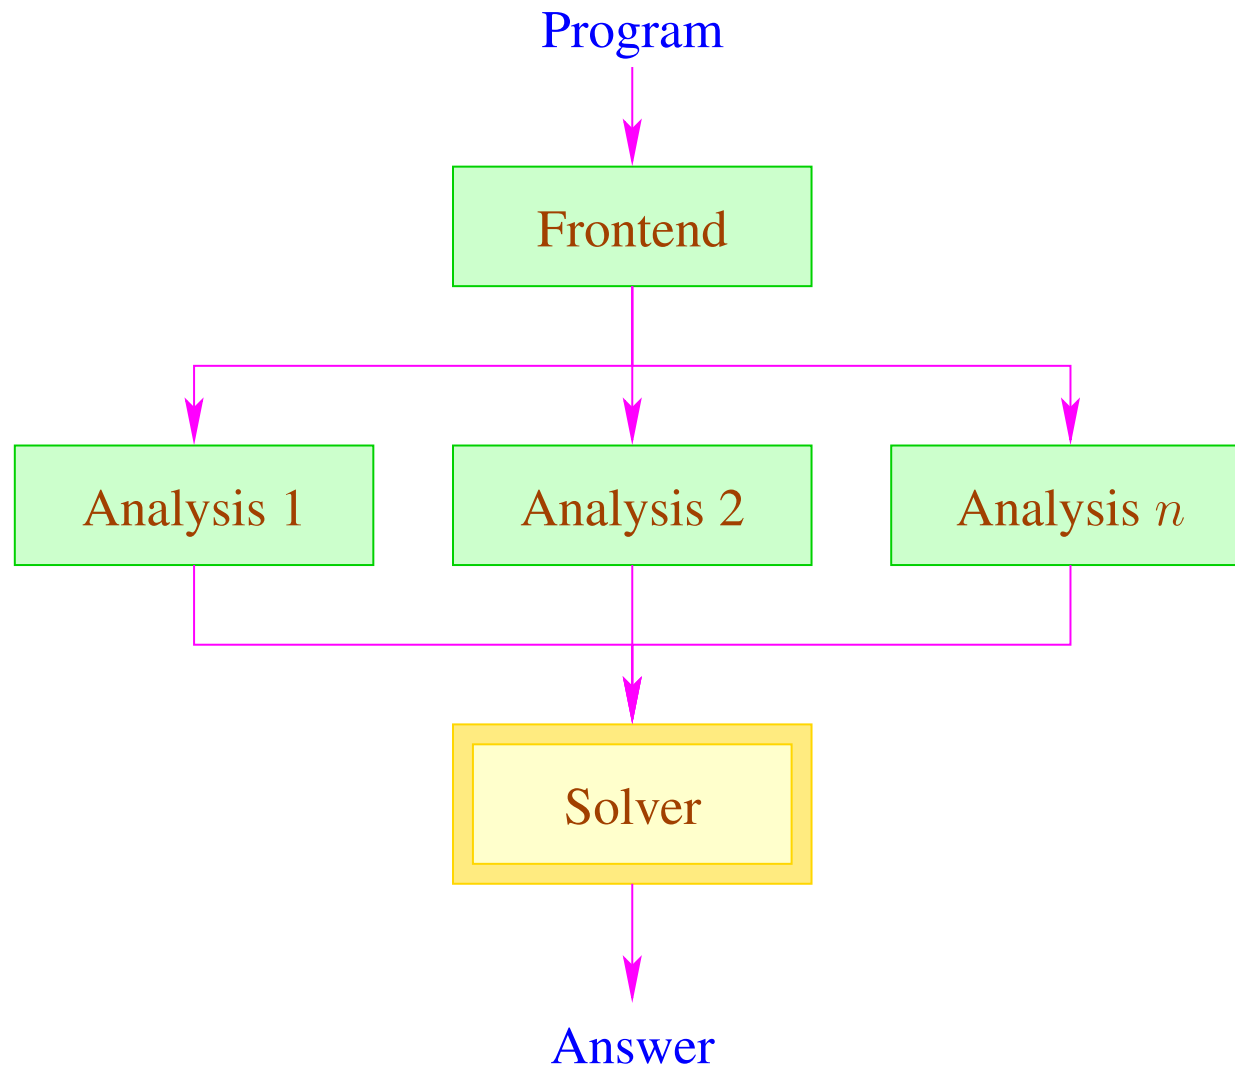 Program
Frontend
Analysis 1
Analysis 2
Analysis n
Solver
Answer